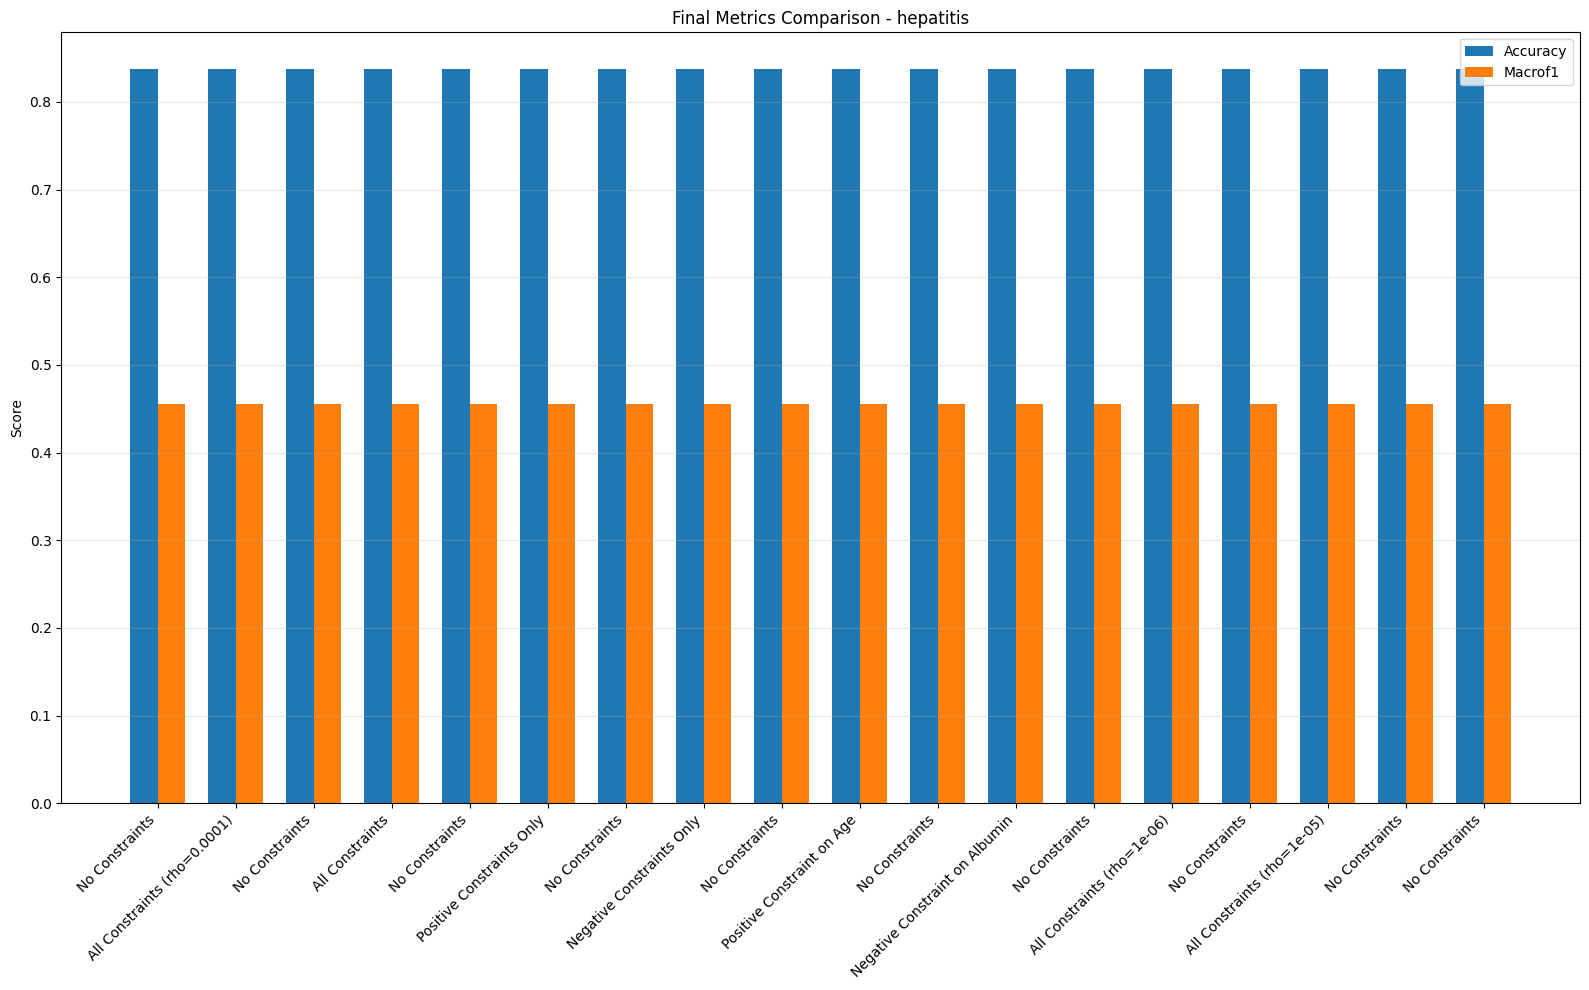 Final Metrics Comparison - hepatitis
Accuracy
Macrof1
Score
0.8
0.7
0.6
0.5
0.4
0.3
0.2
0.1
0.0
No Constraints
All Constraints (rho=0.0001)
No Constraints
All Constraints
No Constraints
Positive Constraints Only
No Constraints
Negative Constraints Only
No Constraints
Positive Constraint on Age
No Constraints
Negative Constraint on Albumin
No Constraints
All Constraints (rho=1e-06)
No Constraints
All Constraints (rho=1e-05)
No Constraints
No Constraints